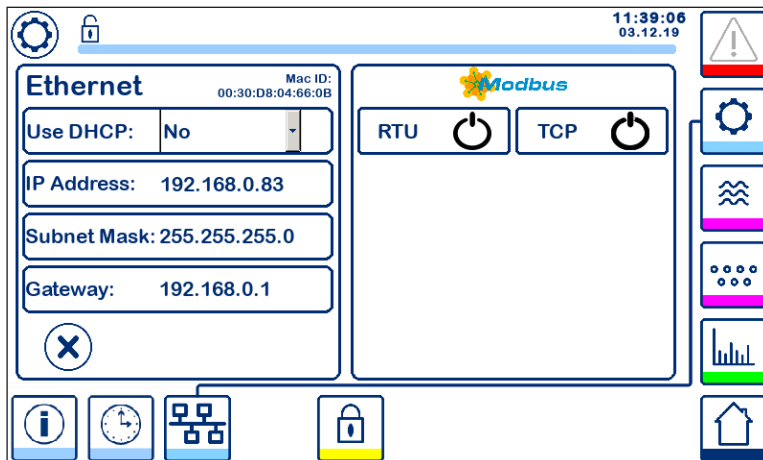 11:39:06
03.12.19
Ethernet
Mac ID:
00:30:D8:04:66:0B
Use DHCP: No
IP Address: 192.168.0.83
Subnet Mask: 255.255.255.0
Gateway: 192.168.0.1
Modbus
RTU
TCP